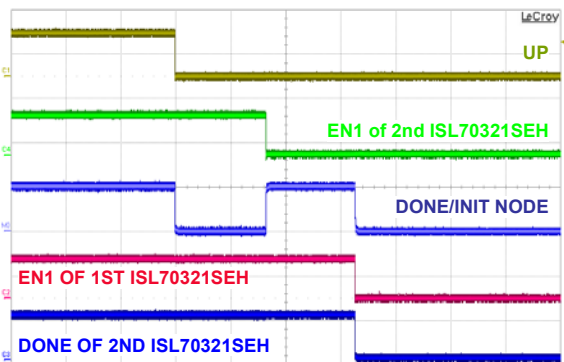 LeCroy
UP
EN1 of 2nd ISL70321SEH
DONE/INIT NODE
EN1 OF 1ST ISL70321SEH
DONE OF 2ND ISL70321SEH